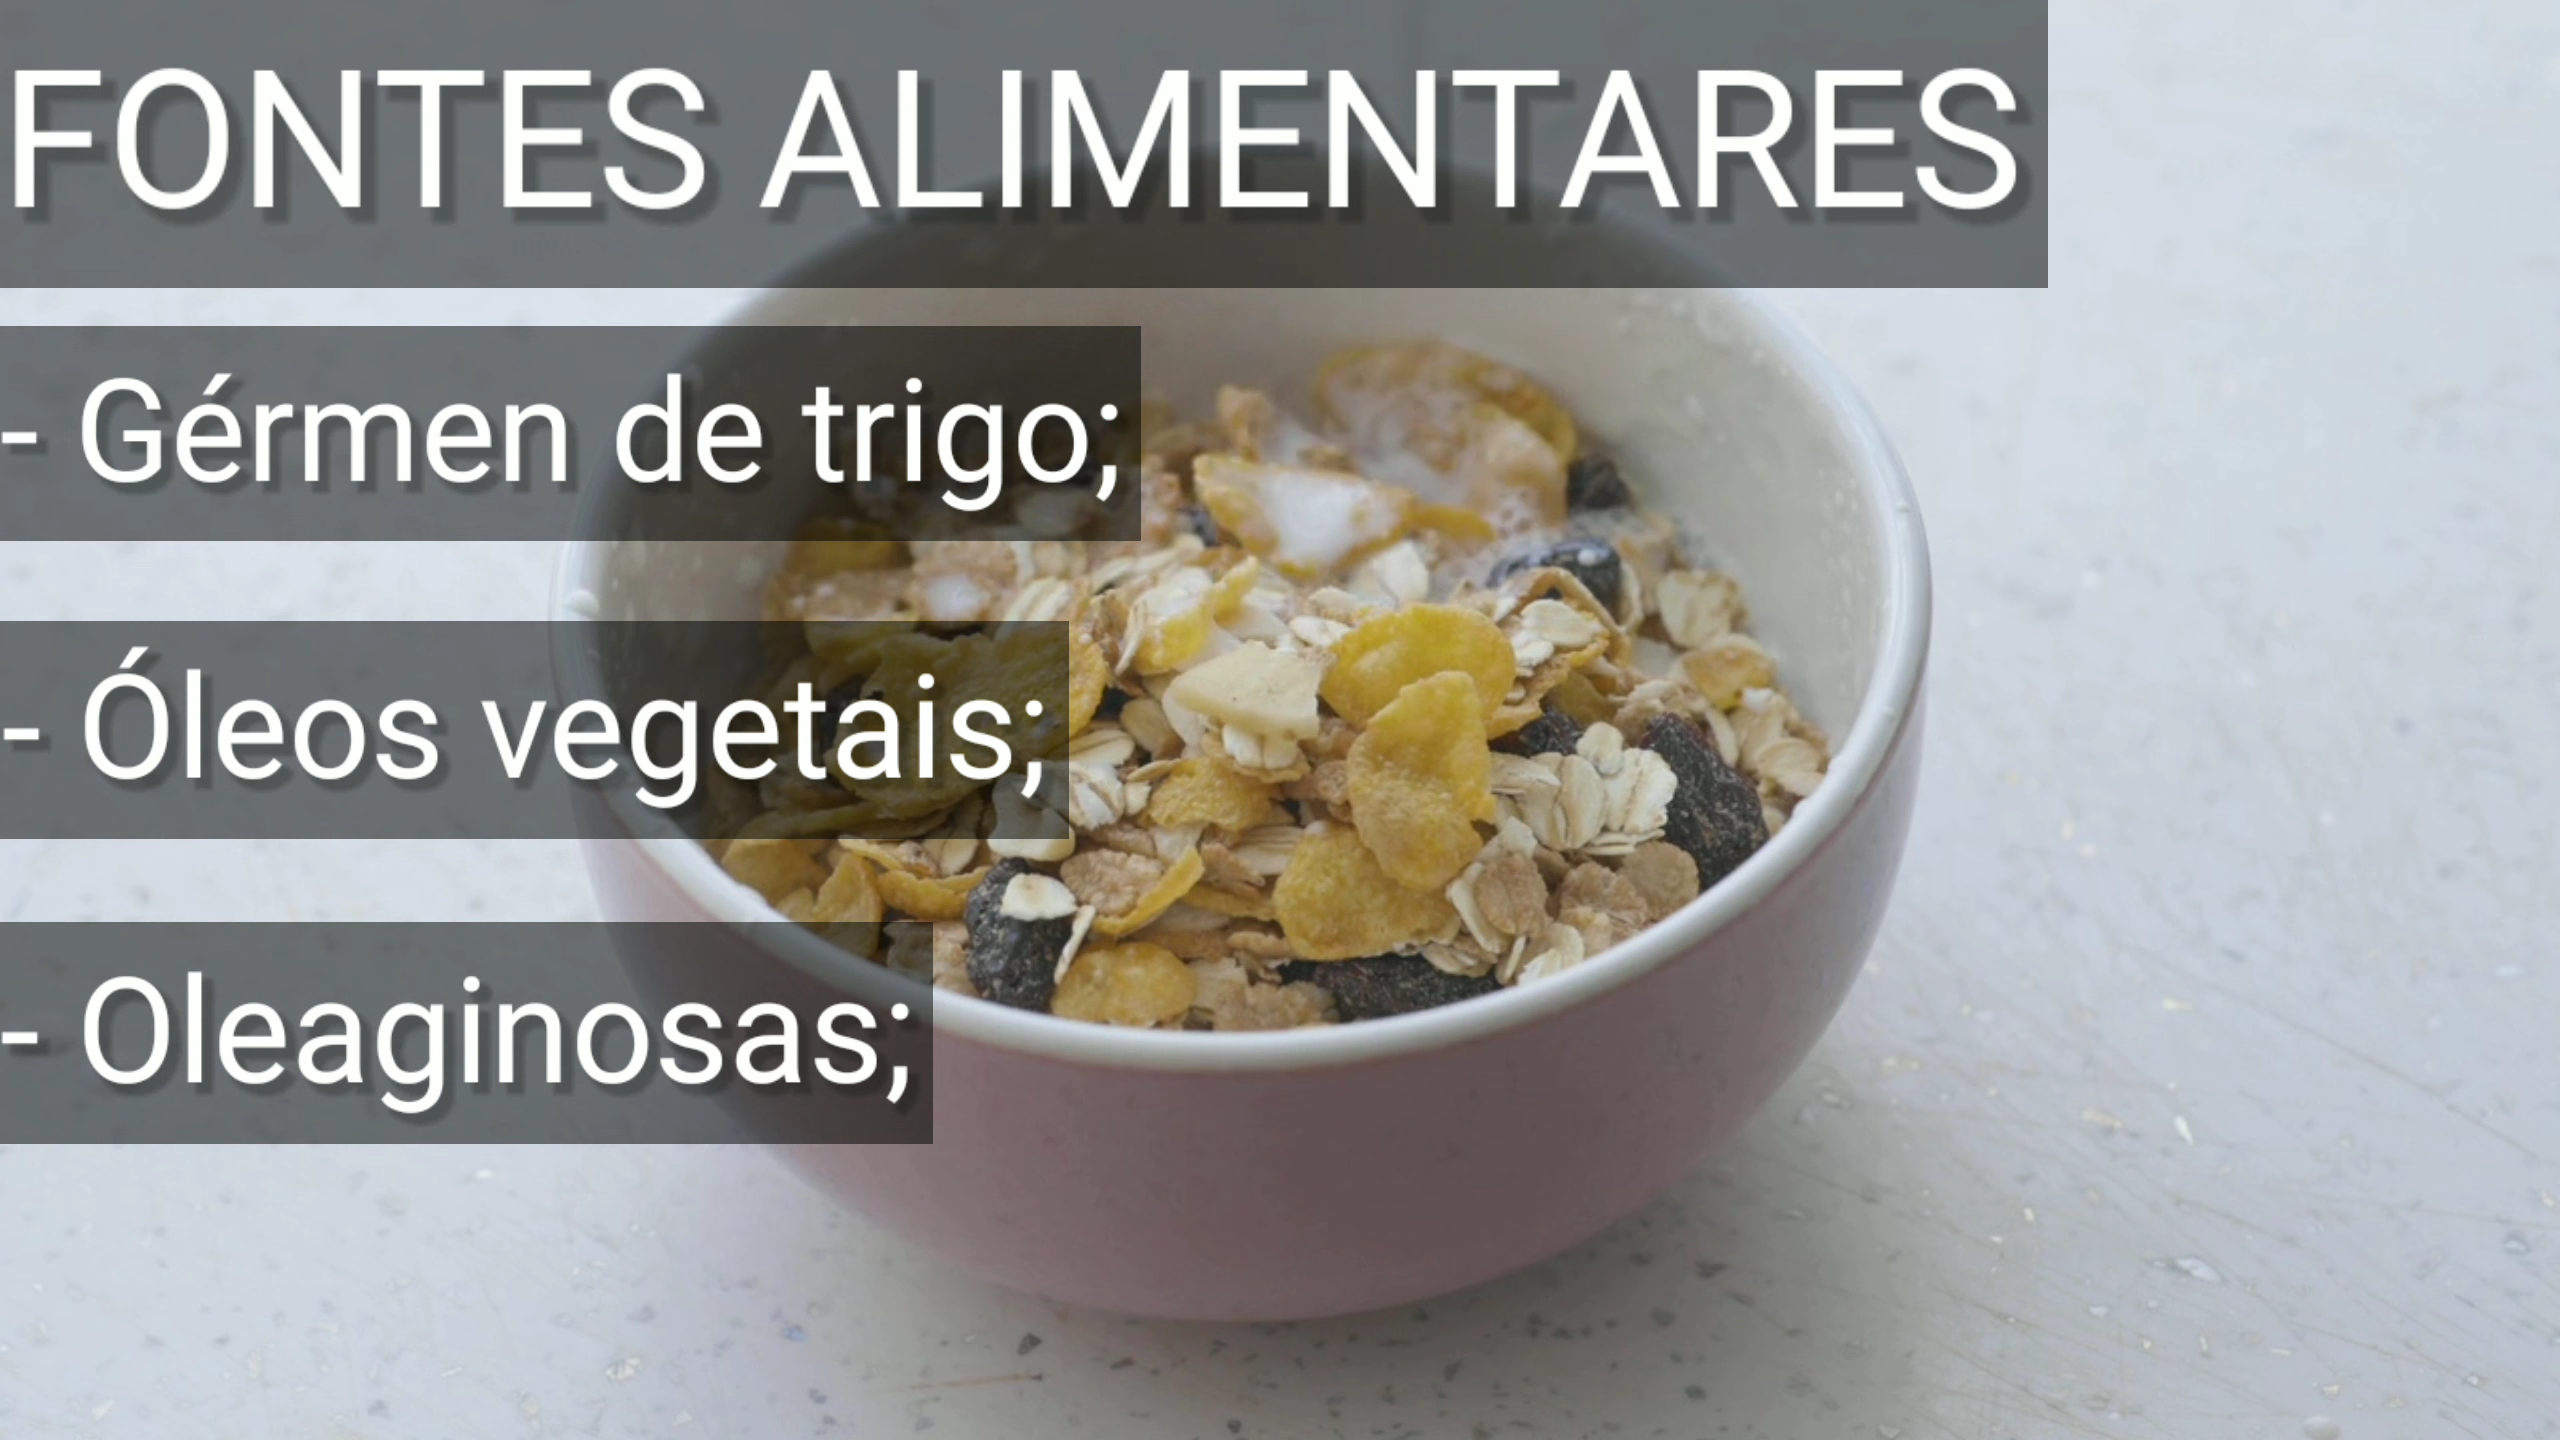 FONTES ALIMENTARES
- Gérmen de trigo;
- Óleos vegetais;
- Oleaginosas;